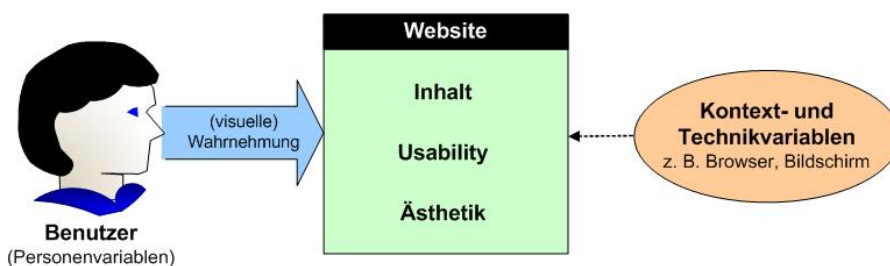 Website
Inhalt
Usability
Ästhetik
(visuelle)
Wahrnehmung
Benutzer
(Personenvariablen)
Kontext- und
Technikvariablen
z. B. Browser, Bildschirm